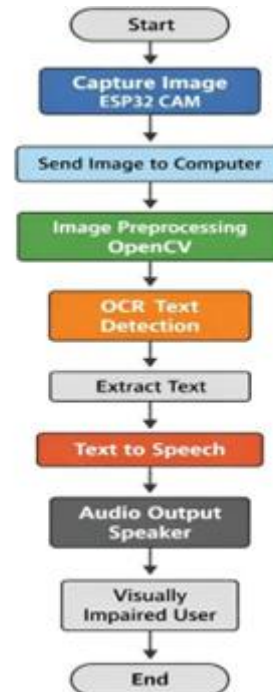 Start
Capture Image
ESP32 CAM
Send Image to Computer
Image Preprocessing
OpenCV
OCR Text
Detection
Extract Text
Text to Speech
Audio Output
Speaker
Visually
Impaired User
End